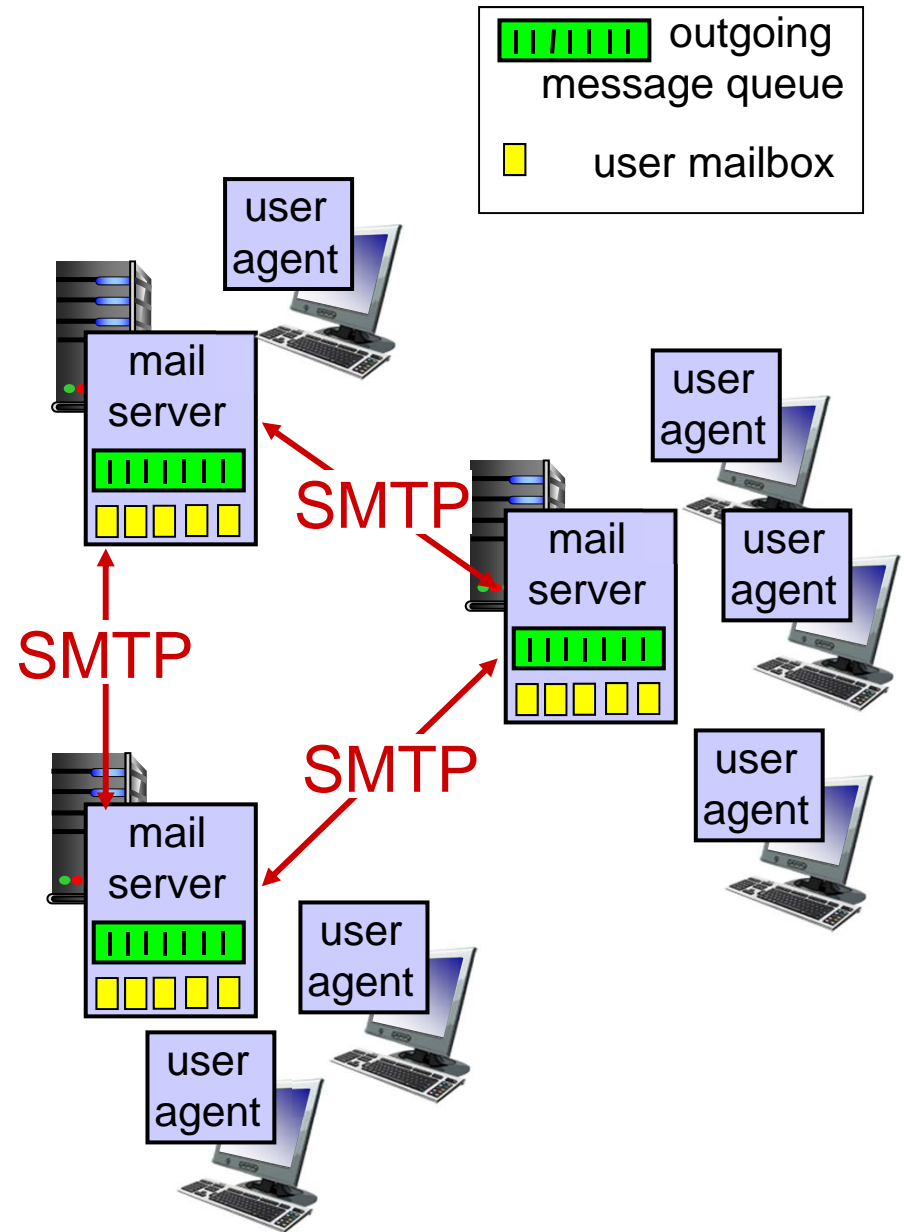 outgoing
message queue
user mailbox
user
agent
mail
server
SMTP
user
agent
mail
server
user
agent
SMTP
SMTP
user
agent
mail
server
user
agent
user
agent